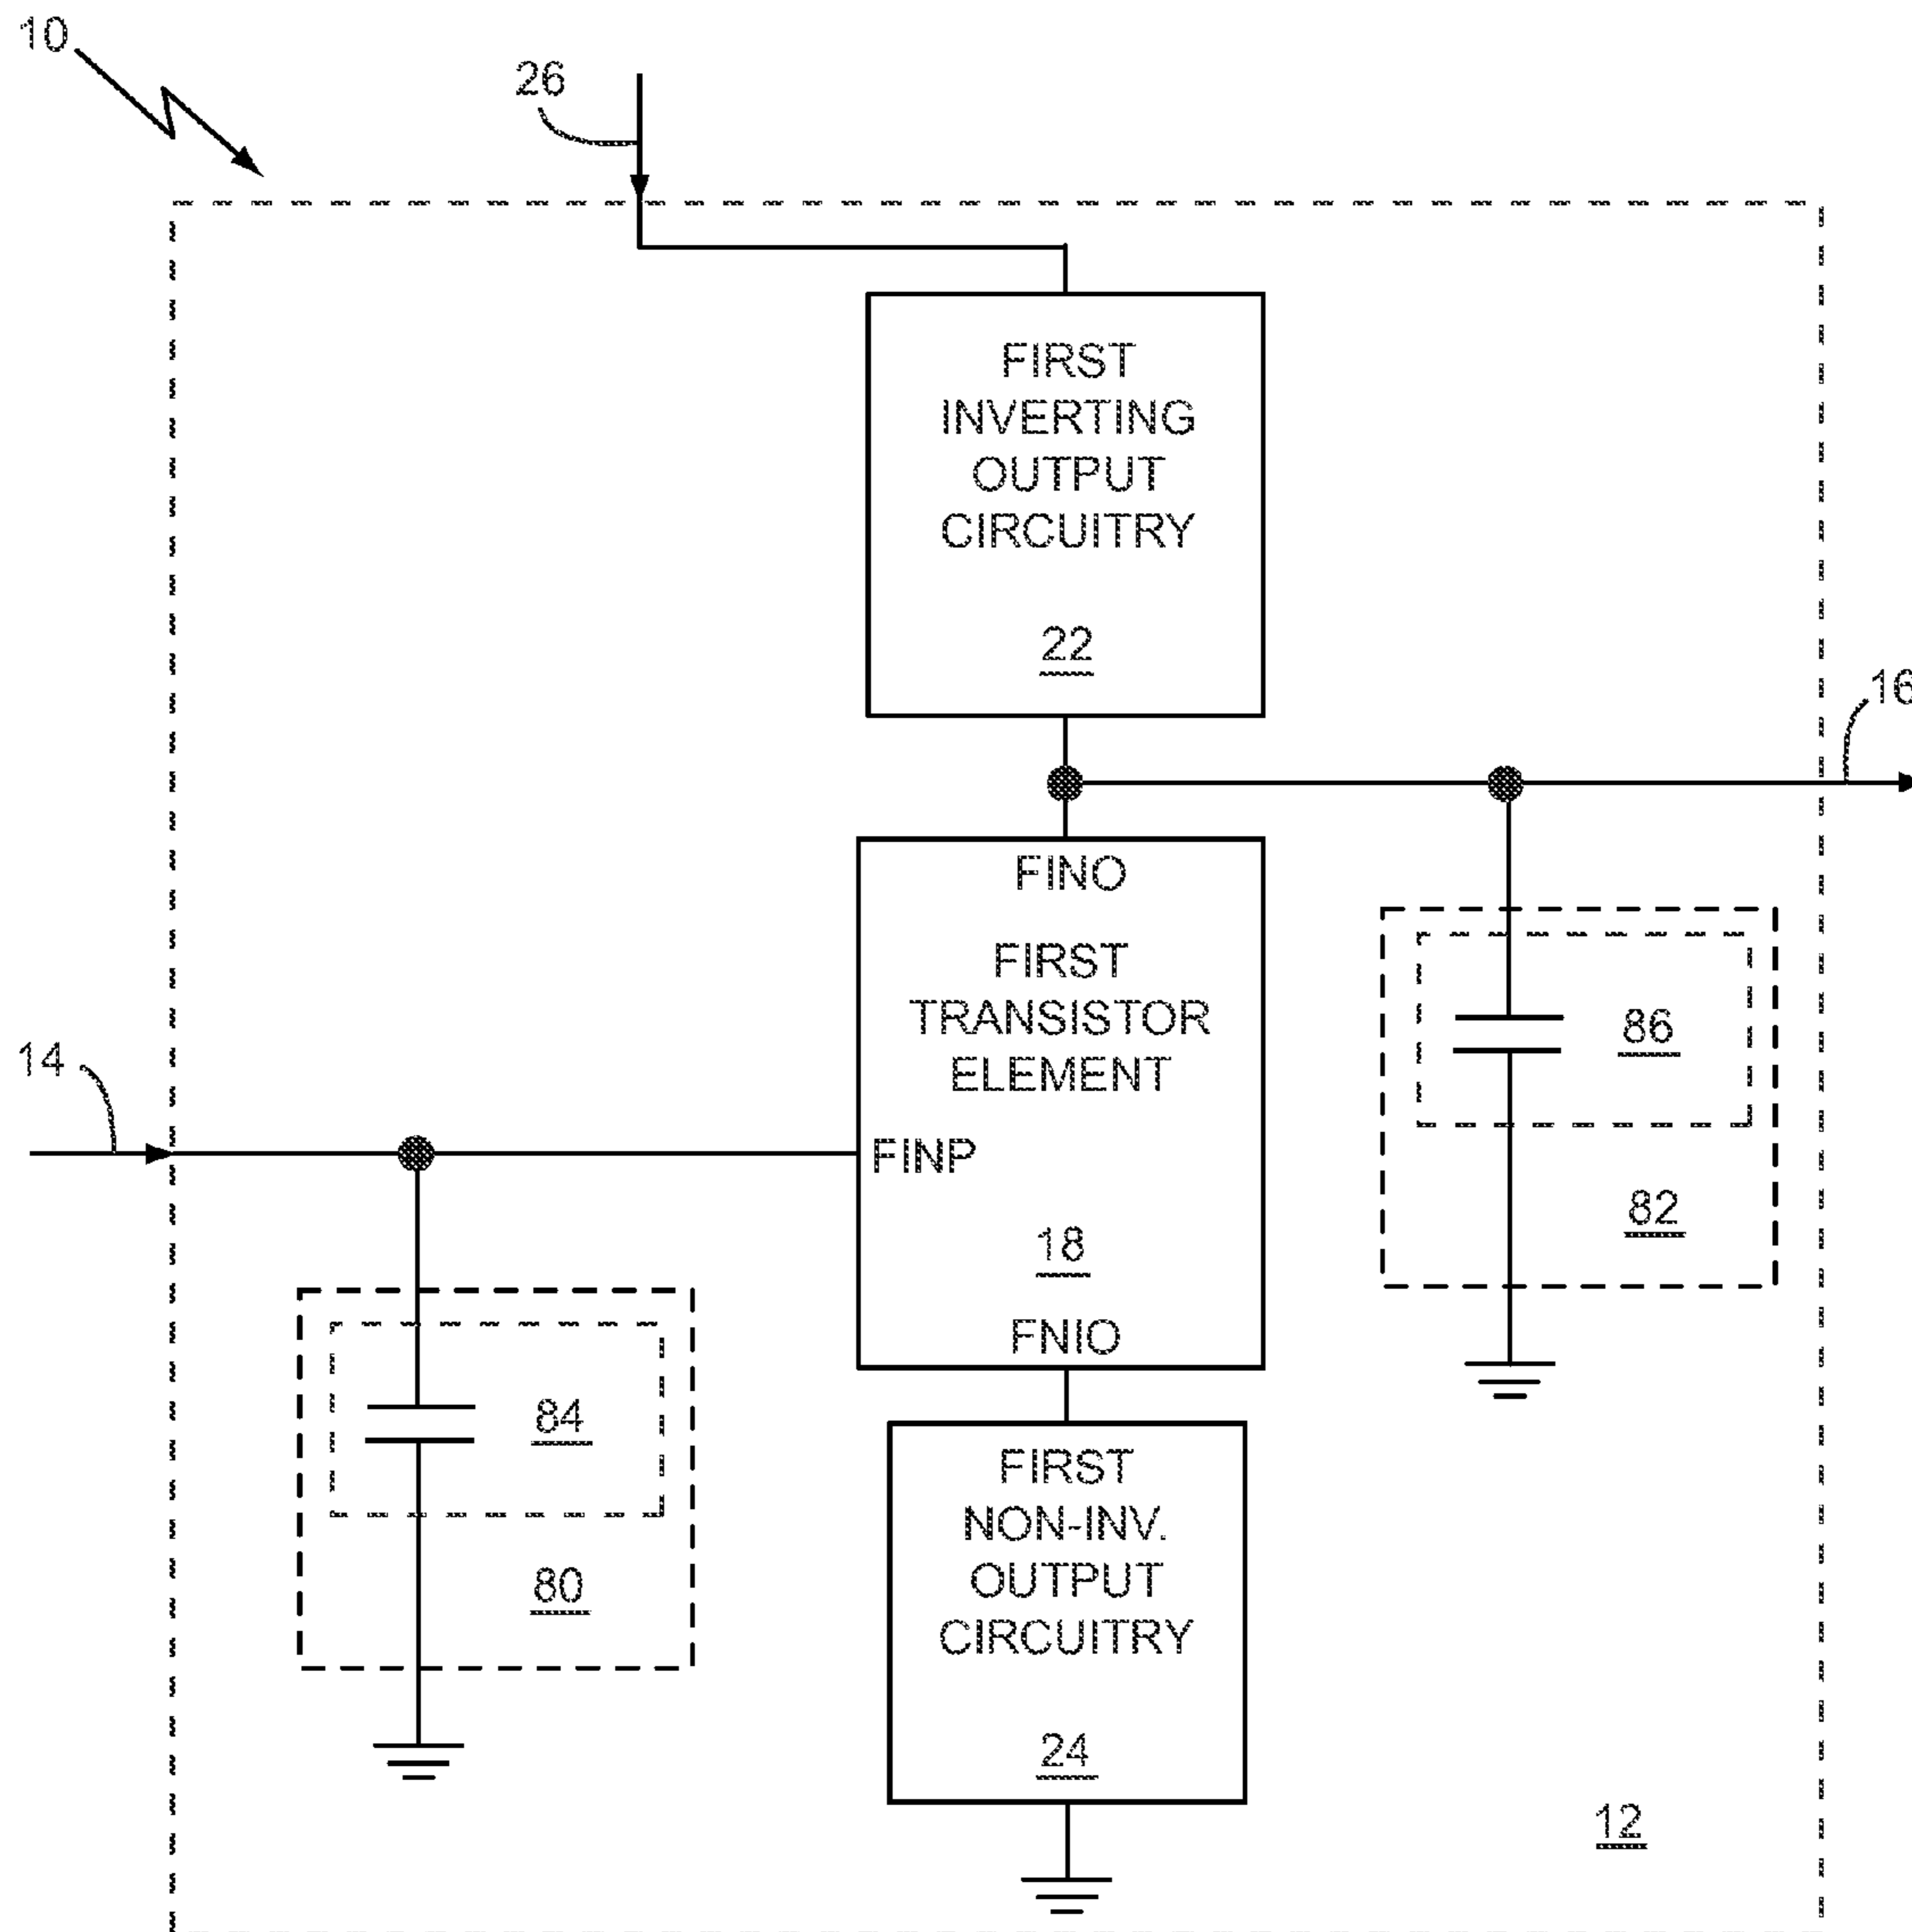 10
26
FIRST
INVERTING
OUTPUT
CIRCUITRY
22
16
FINO
FIRST
TRANSISTOR
ELEMENT
86
14
FINP
82
18
FNIO
84
FIRST
NON-INV.
OUTPUT
CIRCUITRY
80
24
12